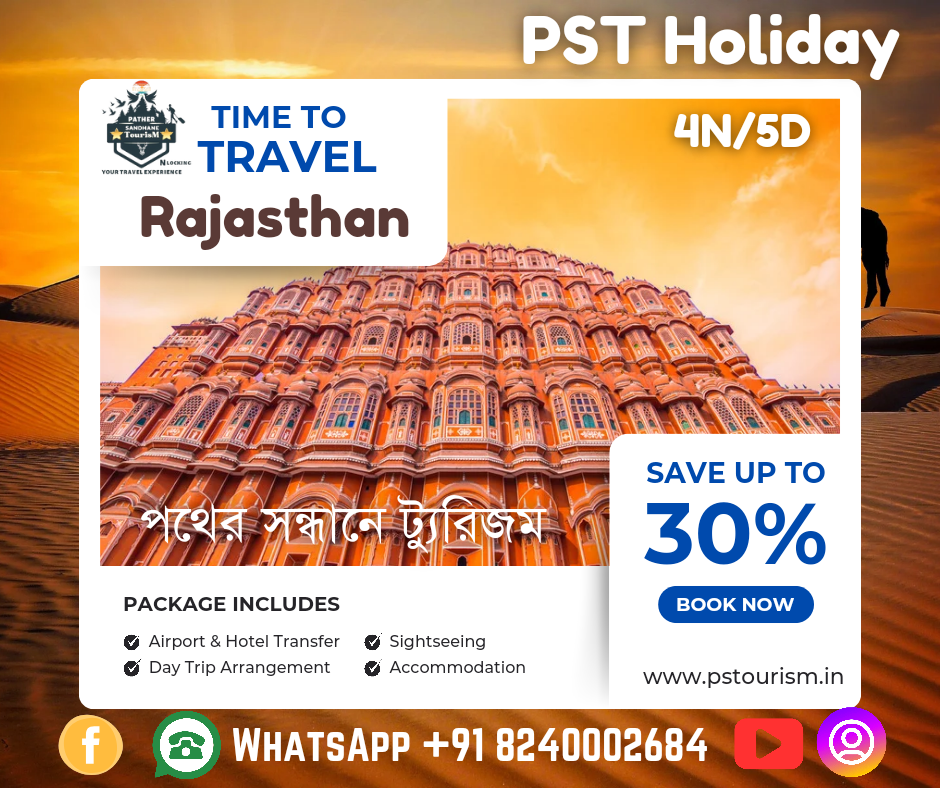 PST Holiday
PATHER
SANDHANE
TourisM
NLOCKING
YOUR TRAVEL EXPERIENCE
TIME TO
TRAVEL
Rajasthan
4N/5D
পথের সন্ধানে ট্যুরিজম
SAVE UP TO
30%
BOOK NOW
www.pstourism.in
PACKAGE INCLUDES
Airport & Hotel Transfer
Sightseeing
Day Trip Arrangement
Accommodation
WhatsApp +91 8240002684